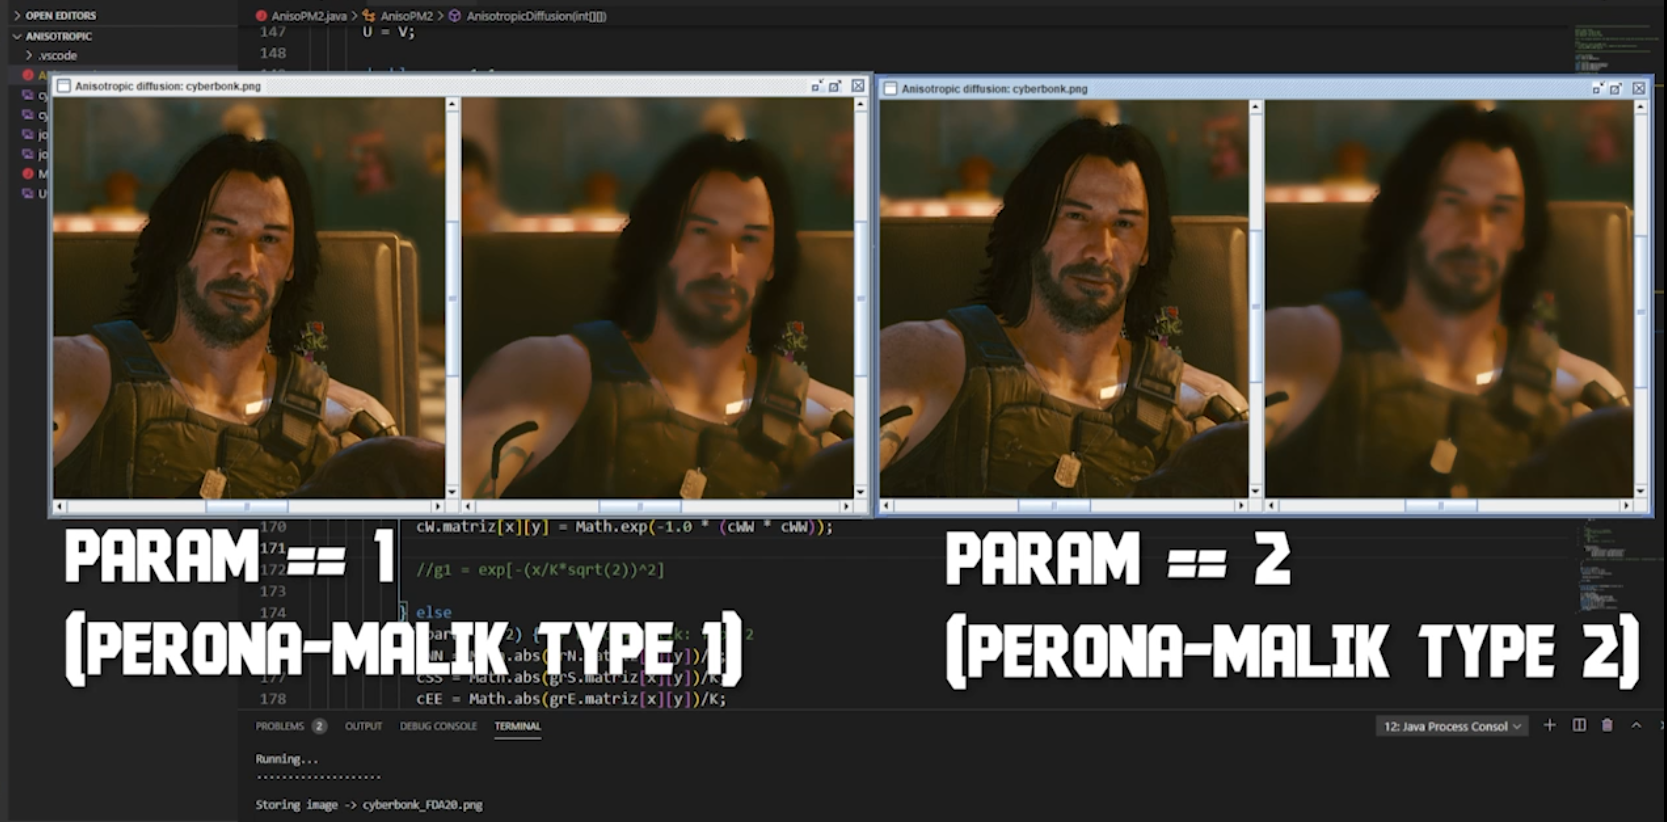 OPEN EDITORS
ANISOTROPIC
.vscode
AnisoPM2.java > AnisoPM2 > AnisotropicDiffusion(int[][])
147 U = V;
148
Anisotropic diffusion: cyberbonk.png
Anisotropic diffusion: cyberbonk.png
170 cW.matriz[x][y] = Math.exp(-1.0 * (cWW * cWW));
171
172 //g1 = exp[-(x/K*sqrt(2))^2]
173
174 } else
PARAM == 1
(PERONA-MALIK TYPE 1)
PARAM == 2
(PERONA-MALIK TYPE 2)
177 cSS = Math.abs(grS.matriz[x][y])/K;
178 cEE = Math.abs(grE.matriz[x][y])/K;
PROBLEMS 2 OUTPUT DEBUG CONSOLE TERMINAL
12: Java Process Consol
Running...
....................
Storing image -> cyberbonk_FDA20.png